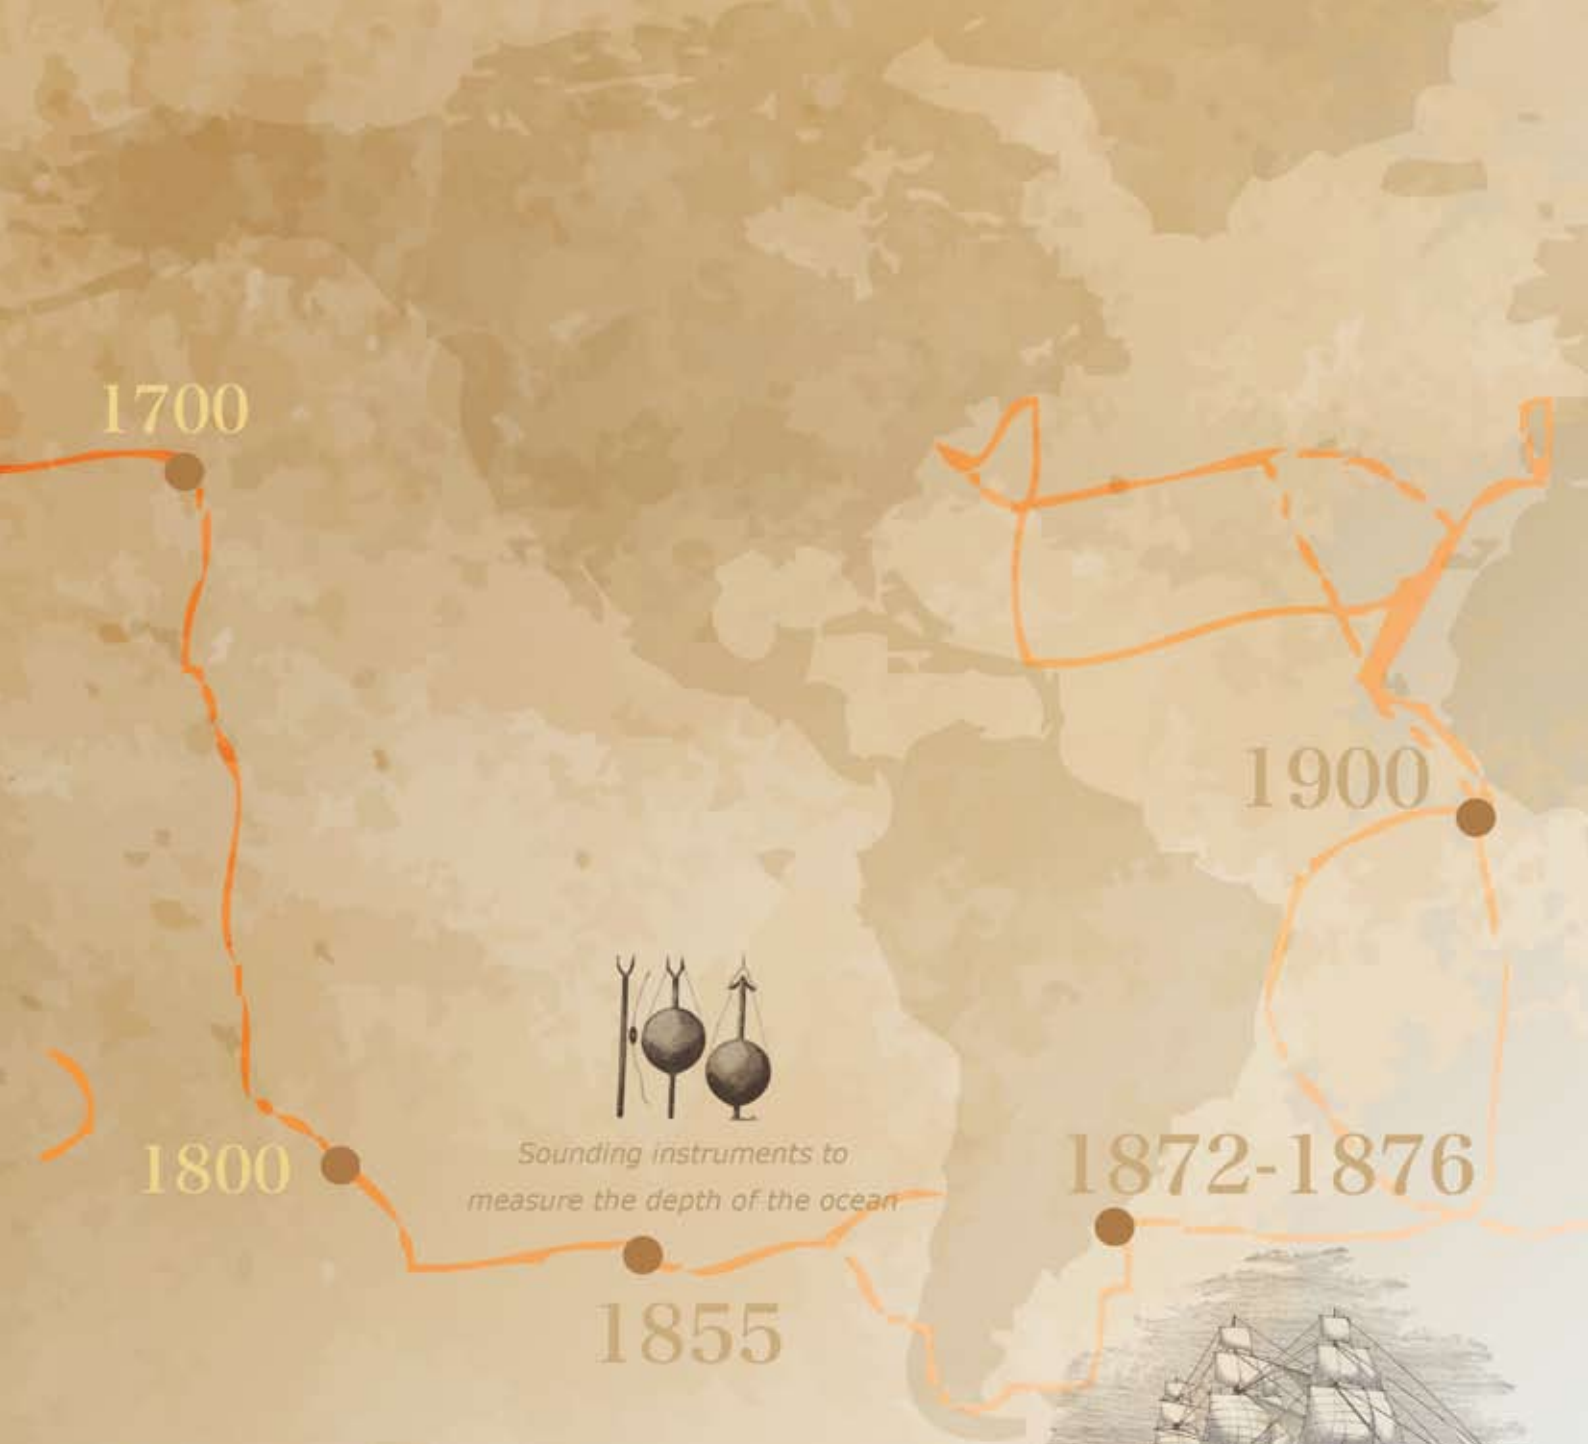 1700
1900
1800
Sounding instruments to
measure the depth of the ocean
1872-1876
1855